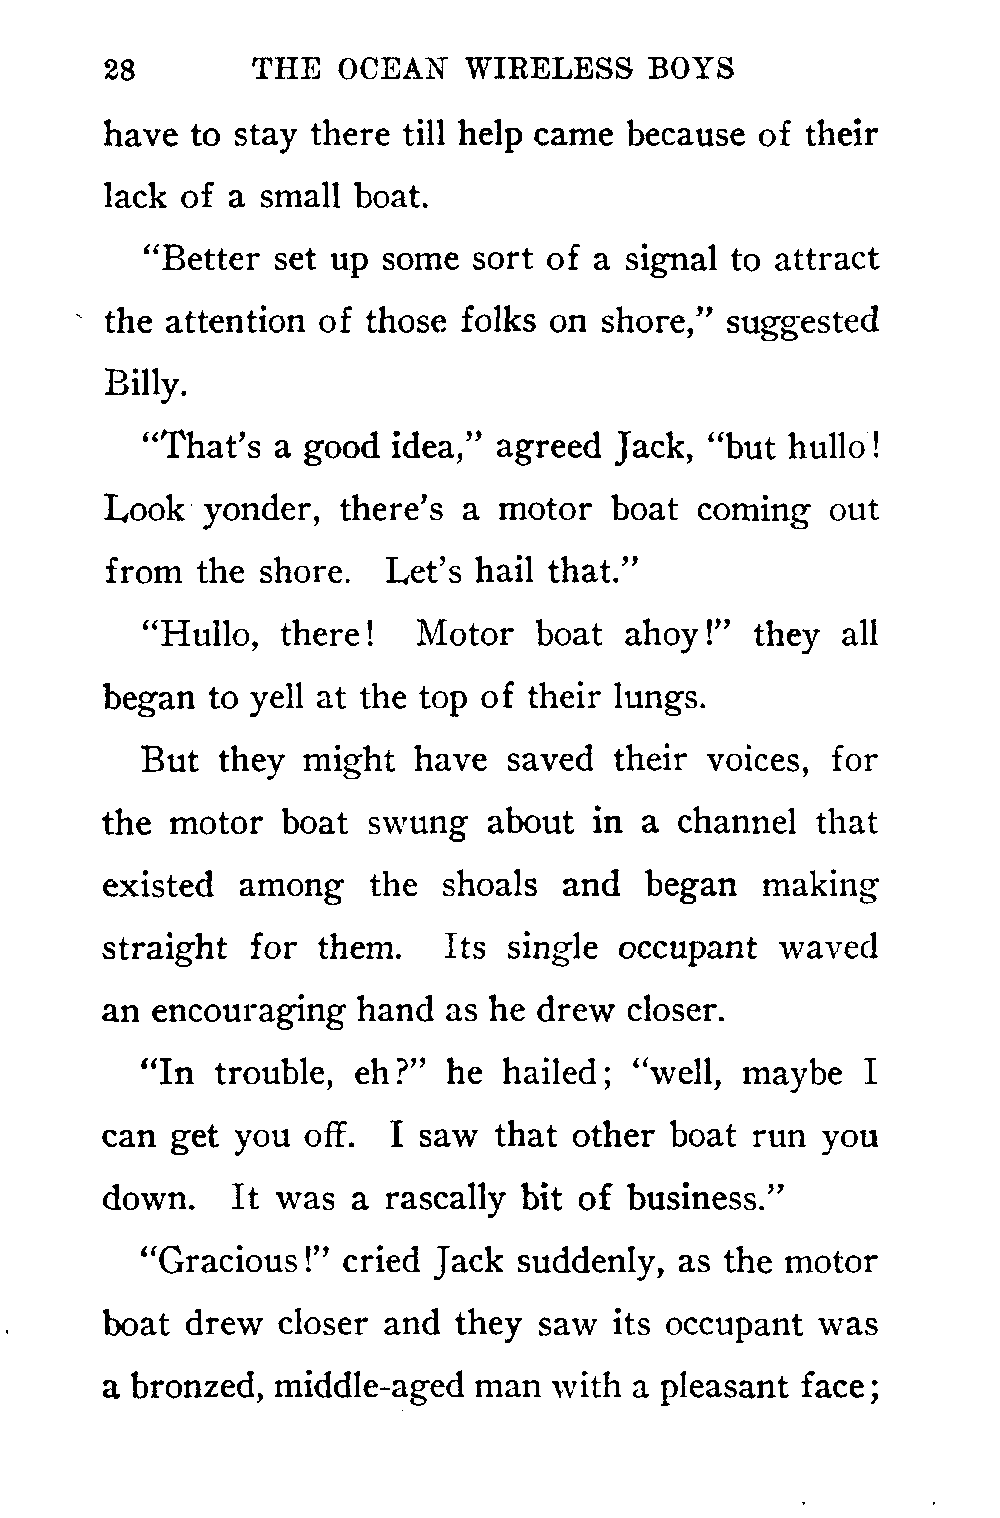 28 THE OCEAN WIRELESS BOYS
have to stay there till help came because of their
lack of a small boat.
“Better set up some sort of a signal to attract
the attention of those folks on shore,” suggested
Billy.
“That’s a good idea,” agreed Jack, “but hullo!
Look yonder, there’s a motor boat coming out
from the shore. Let’s hail that.”
“Hullo, there! Motor boat ahoy!” they all
began to yell at the top of their lungs.
But they might have saved their voices, for
the motor boat swung about in a channel that
existed among the shoals and began making
straight for them. Its single occupant waved
an encouraging hand as he drew closer.
“In trouble, eh?” he hailed; “well, maybe I
can get you off. I saw that other boat run you
down. It was a rascally bit of business.”
“Gracious!” cried Jack suddenly, as the motor
boat drew closer and they saw its occupant was
a bronzed, middle-aged man with a pleasant face;